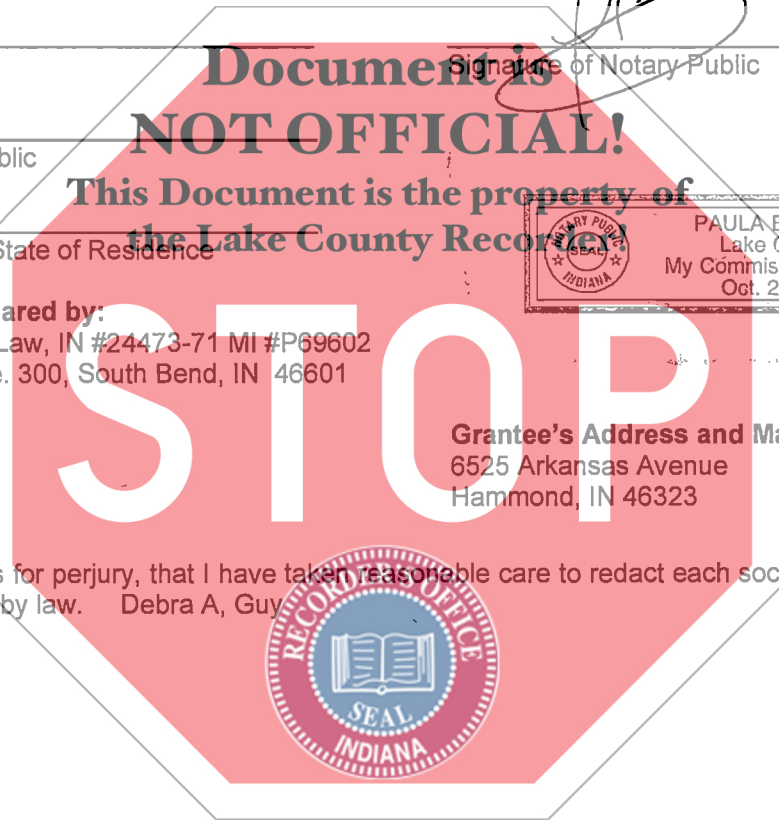 Document is
Signature of Notary Public
NOT OFFICIAL!
blic
This Document is the property of
the Lake County Recorder!
State of Residence
NOTARY PUBLIC
SEAL
INDIANA
PAULA B
Lake C
My Commis
Oct. 2
ared by:
Law, IN #24473-71 MI #P69602
e. 300, South Bend, IN 46601
STOP
Grantee's Address and Ma
6525 Arkansas Avenue
Hammond, IN 46323
s for perjury, that I have taken reasonable care to redact each soc
by law. Debra A, Guy
RECORDER'S OFFICE
SEAL
INDIANA